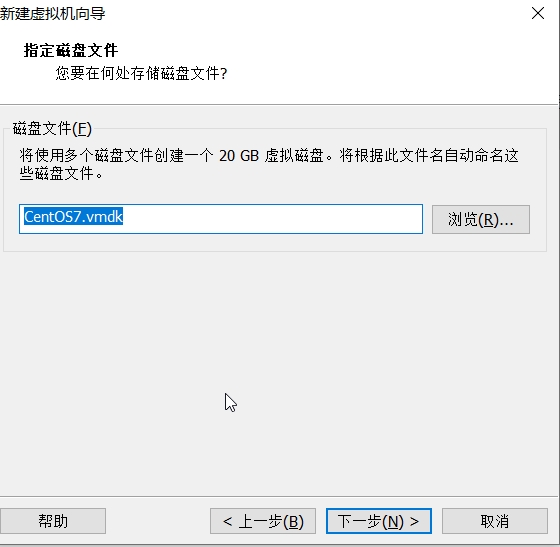 新建虚拟机向导
指定磁盘文件
您要在何处存储磁盘文件?
磁盘文件(F)
将使用多个磁盘文件创建一个 20 GB 虚拟磁盘。将根据此文件名自动命名这
些磁盘文件。
CentOS7.vmdk
浏览(R)...
帮助
< 上一步(B)
下一步(N) >
取消